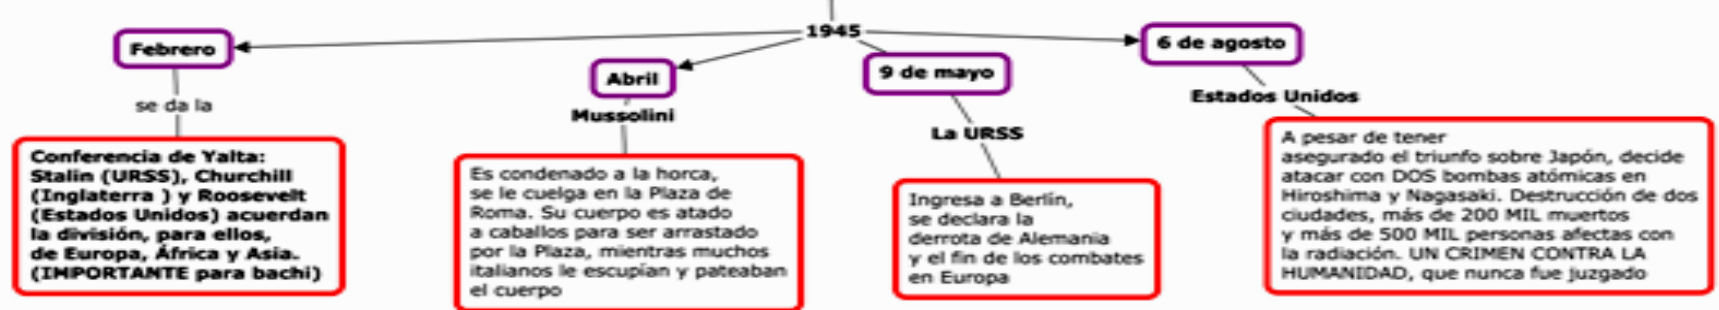 1945
Febrero
se da la
Conferencia de Yalta:
Stalin (URSS), Churchill
(Inglaterra ) y Roosevelt
(Estados Unidos) acuerdan
la división, para ellos,
de Europa, África y Asia.
(IMPORTANTE para bachi)
Abril
Mussolini
Es condenado a la horca,
se le cuelga en la Plaza de
Roma. Su cuerpo es atado
a caballos para ser arrastrado
por la Plaza, mientras muchos
italianos le escupían y pateaban
el cuerpo
9 de mayo
La URSS
Ingresa a Berlín,
se declara la
derrota de Alemania
y el fin de los combates
en Europa
6 de agosto
Estados Unidos
A pesar de tener
asegurado el triunfo sobre Japón, decide
atacar con DOS bombas atómicas en
Hiroshima y Nagasaki. Destrucción de dos
ciudades, más de 200 MIL muertos
y más de 500 MIL personas afectas con
la radiación. UN CRIMEN CONTRA LA
HUMANIDAD, que nunca fue juzgado